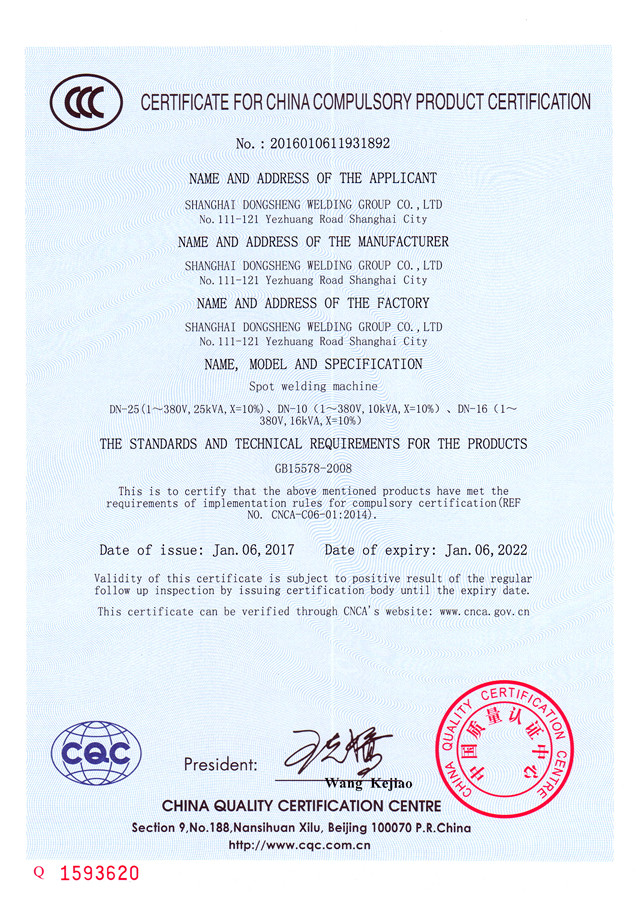 CCC
CERTIFICATE FOR CHINA COMPULSORY PRODUCT CERTIFICATION
No.: 2016010611931892
NAME AND ADDRESS OF THE APPLICANT
SHANGHAI DONGSHENG WELDING GROUP CO.,LTD
No.111-121 Yezhuang Road Shanghai City
NAME AND ADDRESS OF THE MANUFACTURER
SHANGHAI DONGSHENG WELDING GROUP CO.,LTD
No.111-121 Yezhuang Road Shanghai City
NAME AND ADDRESS OF THE FACTORY
SHANGHAI DONGSHENG WELDING GROUP CO.,LTD
No.111-121 Yezhuang Road Shanghai City
NAME, MODEL AND SPECIFICATION
Spot welding machine
DN-25(1～380V,25kVA,X=10%)、DN-10（1～380V,10kVA,X=10%）、DN-16（1～
380V,16kVA,X=10%）
THE STANDARDS AND TECHNICAL REQUIREMENTS FOR THE PRODUCTS
GB15578-2008
This is to certify that the above mentioned products have met the
requirements of implementation rules for compulsory certification(REF
NO. CNCA-C06-01:2014).
Date of issue: Jan.06,2017 Date of expiry: Jan.06,2022
Validity of this certificate is subject to positive result of the regular
follow up inspection by issuing certification body until the expiry date.
This certificate can be verified through CNCA's website: www.cnca.gov.cn
CQC
President:
Wang Kejiao
CHINA QUALITY CERTIFICATION CENTRE
中国质量认证中心
CHINA QUALITY CERTIFICATION CENTRE
Section 9,No.188,Nansihuan Xilu, Beijing 100070 P.R.China
http://www.cqc.com.cn
Q 1593620